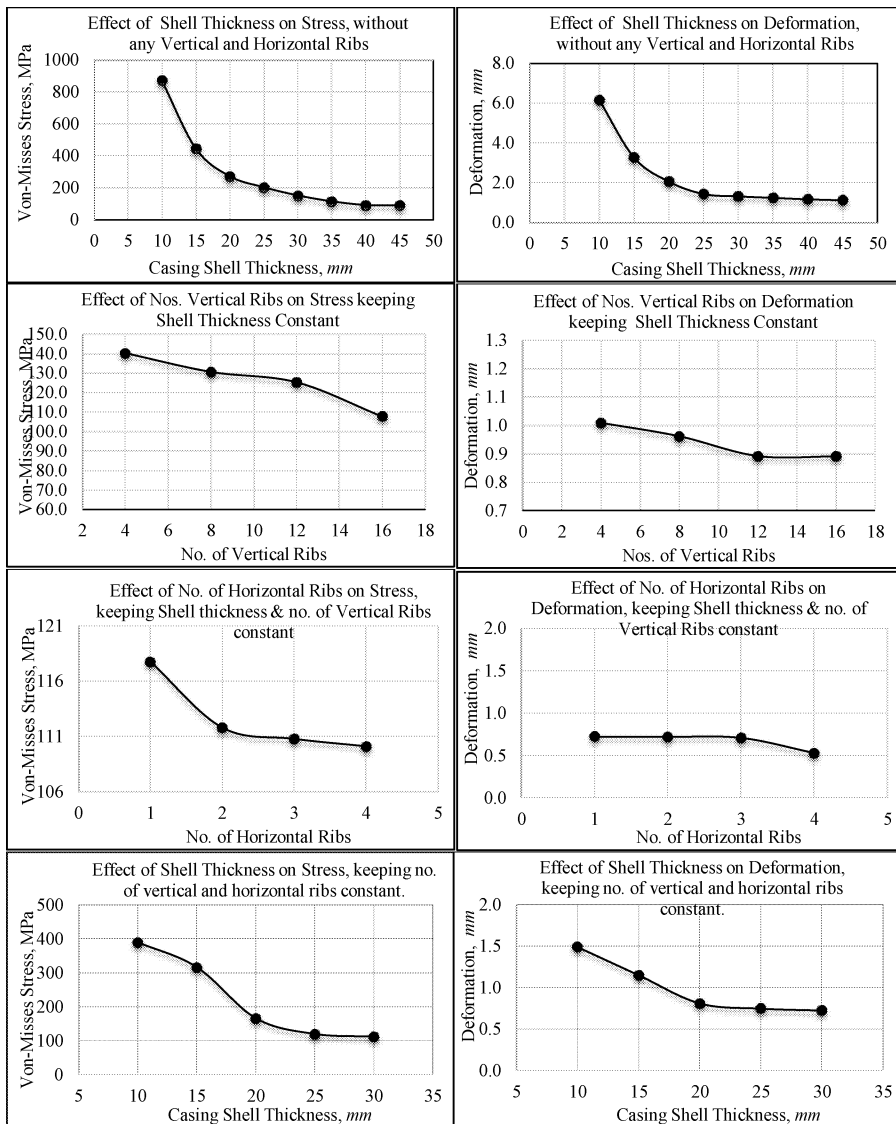 Effect of Shell Thickness on Stress, without
any Vertical and Horizontal Ribs
Von-Misses Stress, MPa
1000
800
600
400
200
0
0 5 10 15 20 25 30 35 40 45 50
Casing Shell Thickness, mm
Effect of Shell Thickness on Deformation,
without any Vertical and Horizontal Ribs
Deformation, mm
8.0
6.0
4.0
2.0
0.0
0 5 10 15 20 25 30 35 40 45 50
Casing Shell Thickness, mm
Effect of Nos. Vertical Ribs on Stress keeping
Shell Thickness Constant
Von-Misses Stress, MPa
150.0
140.0
130.0
120.0
110.0
100.0
90.0
80.0
70.0
60.0
2 4 6 8 10 12 14 16 18
No. of Vertical Ribs
Effect of Nos. Vertical Ribs on Deformation
keeping Shell Thickness Constant
Deformation, mm
1.3
1.2
1.1
1.0
0.9
0.8
0.7
0 2 4 6 8 10 12 14 16 18
Nos. of Vertical Ribs
Effect of No. of Horizontal Ribs on Stress,
keeping Shell thickness & no. of Vertical Ribs
constant
Von-Misses Stress, MPa
121
116
111
106
0 1 2 3 4 5
No. of Horizontal Ribs
Effect of No. of Horizontal Ribs on
Deformation, keeping Shell thickness & no. of
Vertical Ribs constant
Deformation, mm
2.0
1.5
1.0
0.5
0.0
0 1 2 3 4 5
No. of Horizontal Ribs
Effect of Shell Thickness on Stress, keeping no.
of vertical and horizontal ribs constant.
Von-Misses Stress, MPa
500
400
300
200
100
0
5 10 15 20 25 30 35
Casing Shell Thickness, mm
Effect of Shell Thickness on Deformation,
keeping no. of vertical and horizontal ribs
constant.
Deformation, mm
2.0
1.5
1.0
0.5
0.0
5 10 15 20 25 30 35
Casing Shell Thickness, mm